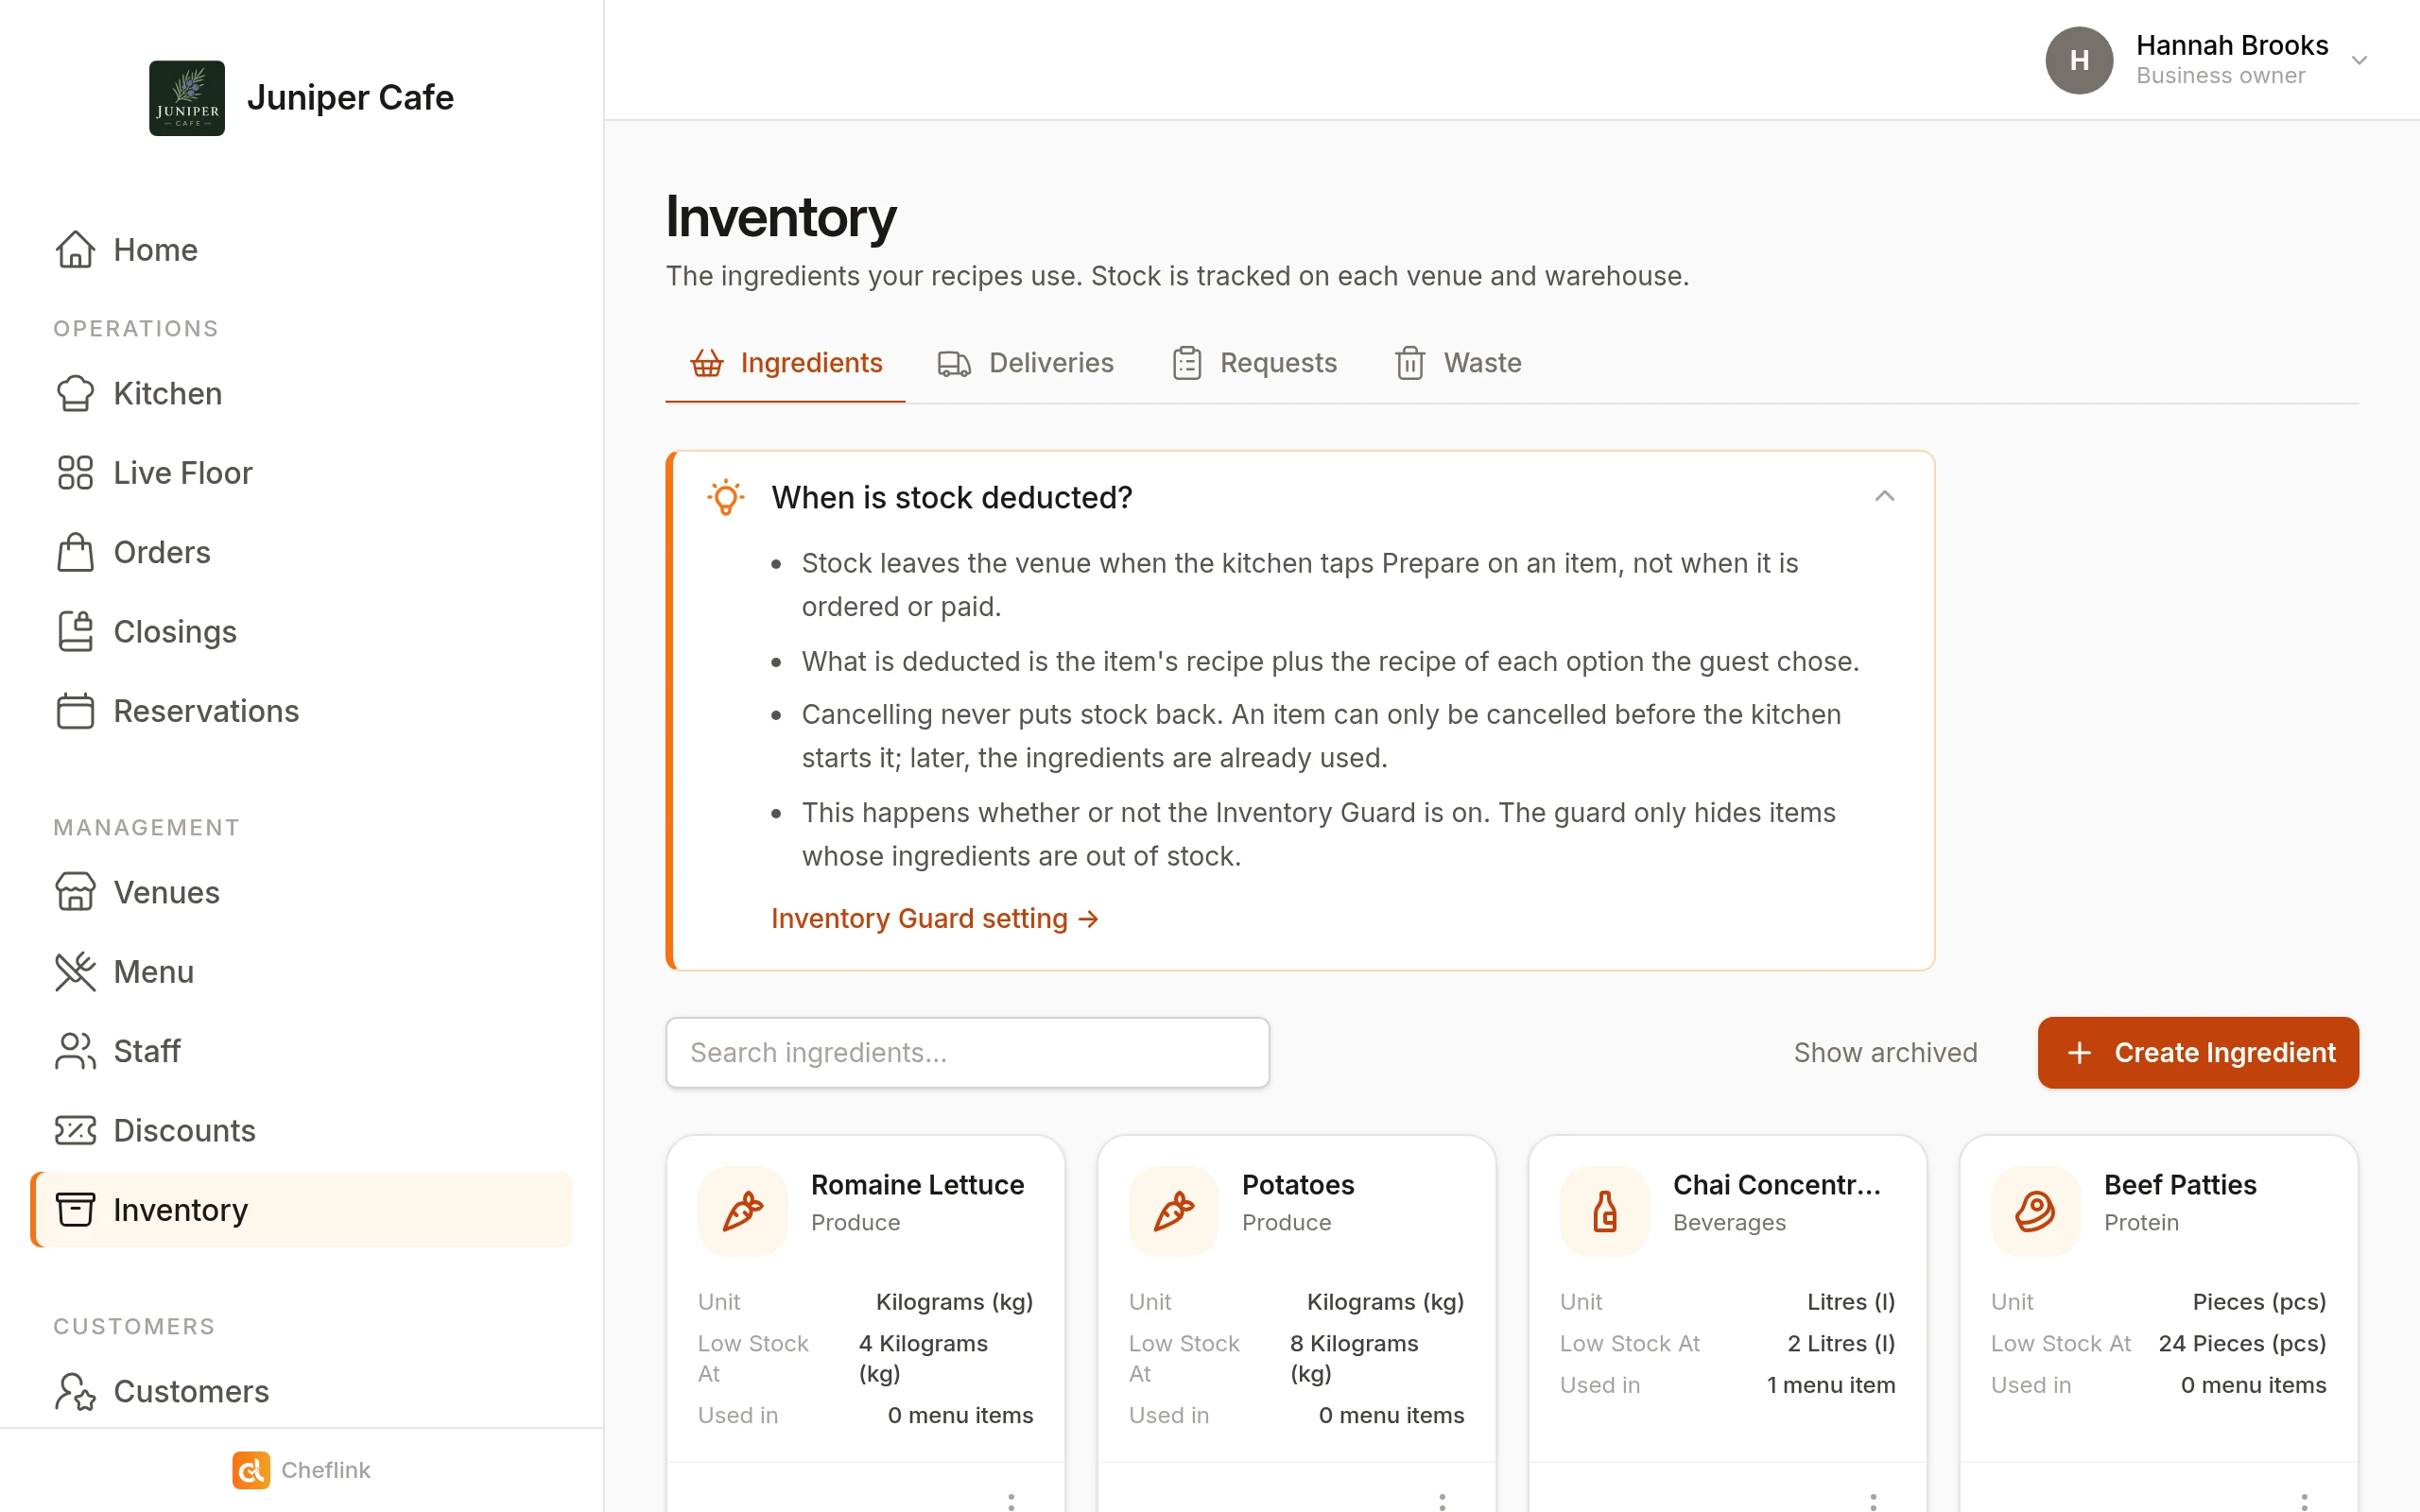 JUNIPER
— CAFE —
Juniper Cafe
H
Hannah Brooks
Business owner
Home
OPERATIONS
Kitchen
Live Floor
Orders
Closings
Reservations
MANAGEMENT
Venues
Menu
Staff
Discounts
Inventory
CUSTOMERS
Customers
Cheflink
Inventory
The ingredients your recipes use. Stock is tracked on each venue and warehouse.
Ingredients
Deliveries
Requests
Waste
When is stock deducted?
• Stock leaves the venue when the kitchen taps Prepare on an item, not when it is
ordered or paid.
• What is deducted is the item's recipe plus the recipe of each option the guest chose.
• Cancelling never puts stock back. An item can only be cancelled before the kitchen
starts it; later, the ingredients are already used.
• This happens whether or not the Inventory Guard is on. The guard only hides items
whose ingredients are out of stock.
Inventory Guard setting →
Search ingredients...
Show archived
+ Create Ingredient
Romaine Lettuce
Produce
Unit Kilograms (kg)
Low Stock At 4 Kilograms (kg)
Used in 0 menu items
Potatoes
Produce
Unit Kilograms (kg)
Low Stock At 8 Kilograms (kg)
Used in 0 menu items
Chai Concentr...
Beverages
Unit Litres (l)
Low Stock At 2 Litres (l)
Used in 1 menu item
Beef Patties
Protein
Unit Pieces (pcs)
Low Stock At 24 Pieces (pcs)
Used in 0 menu items